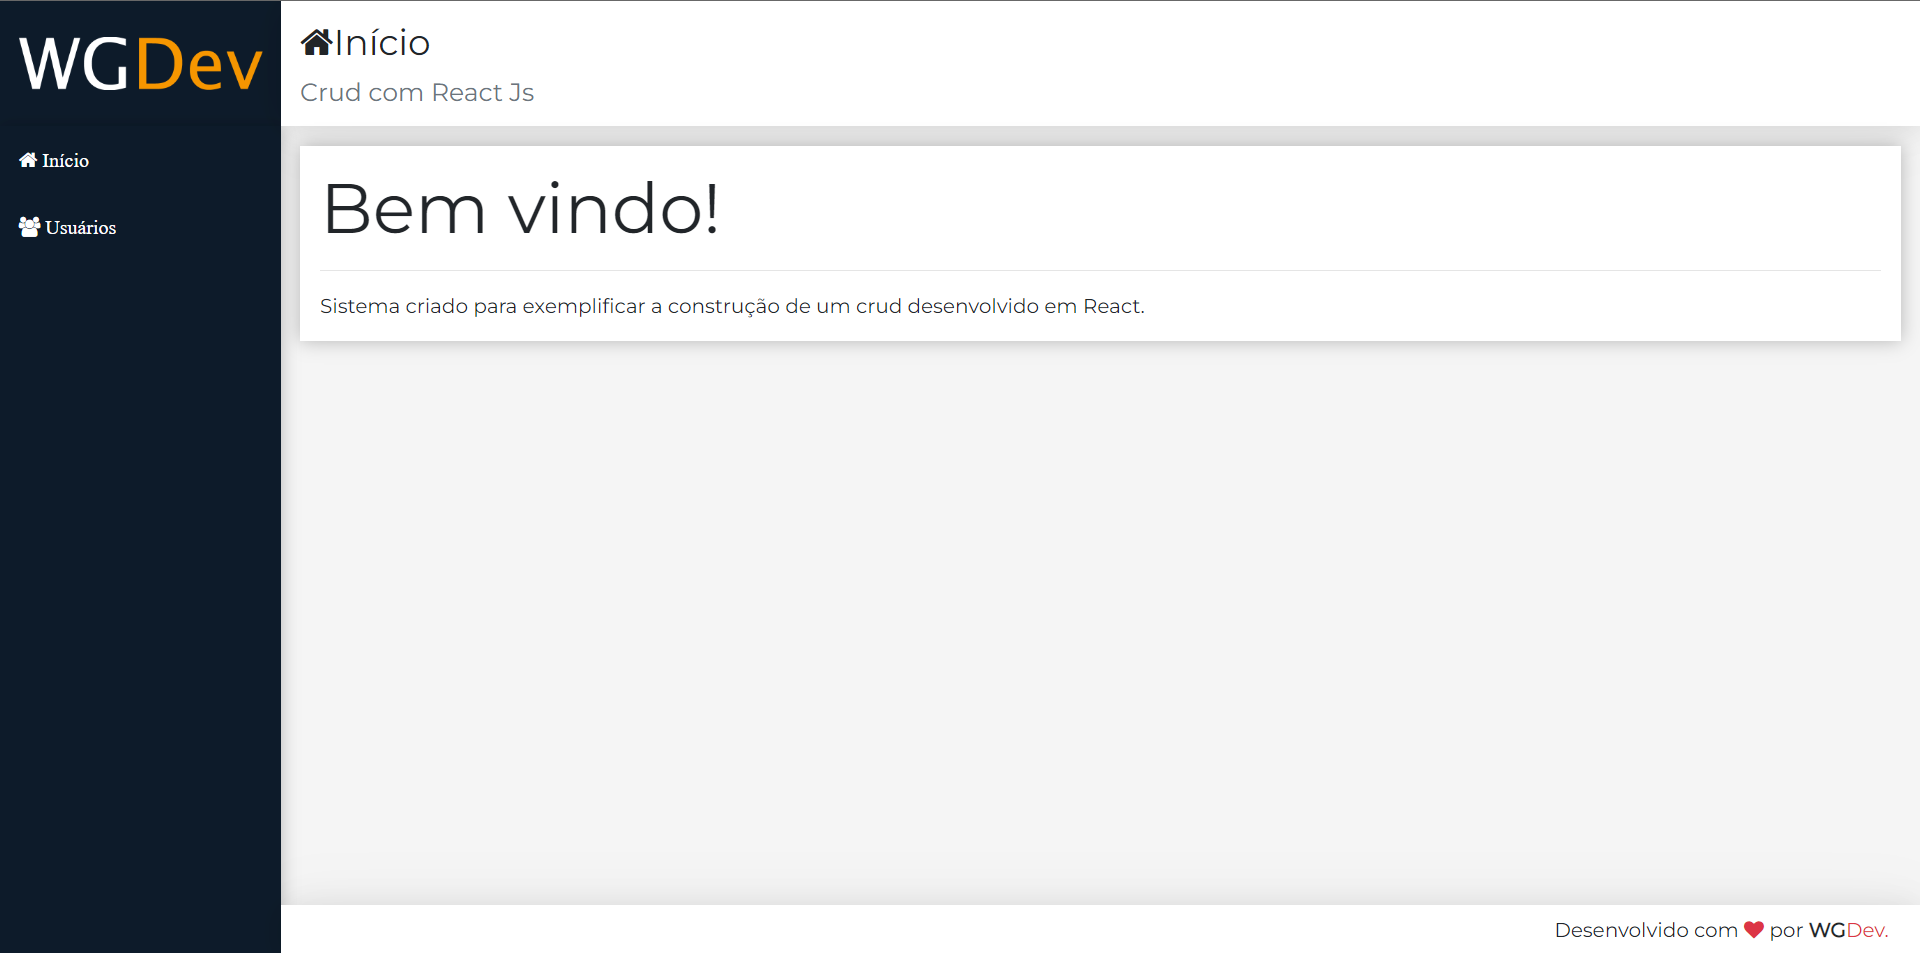 WGDev
Início
Usuários
Início
Crud com React Js
Bem vindo!
Sistema criado para exemplificar a construção de um crud desenvolvido em React.
Desenvolvido com por WGDev.